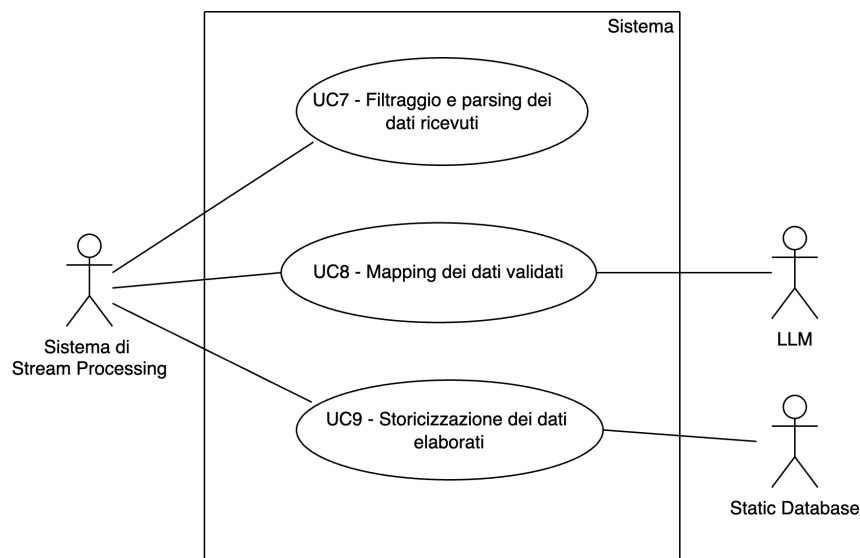 Sistema
UC7 - Filtraggio e parsing dei
dati ricevuti
UC8 - Mapping dei dati validati
Sistema di
Stream Processing
LLM
UC9 - Storicizzazione dei dati
elaborati
Static Database